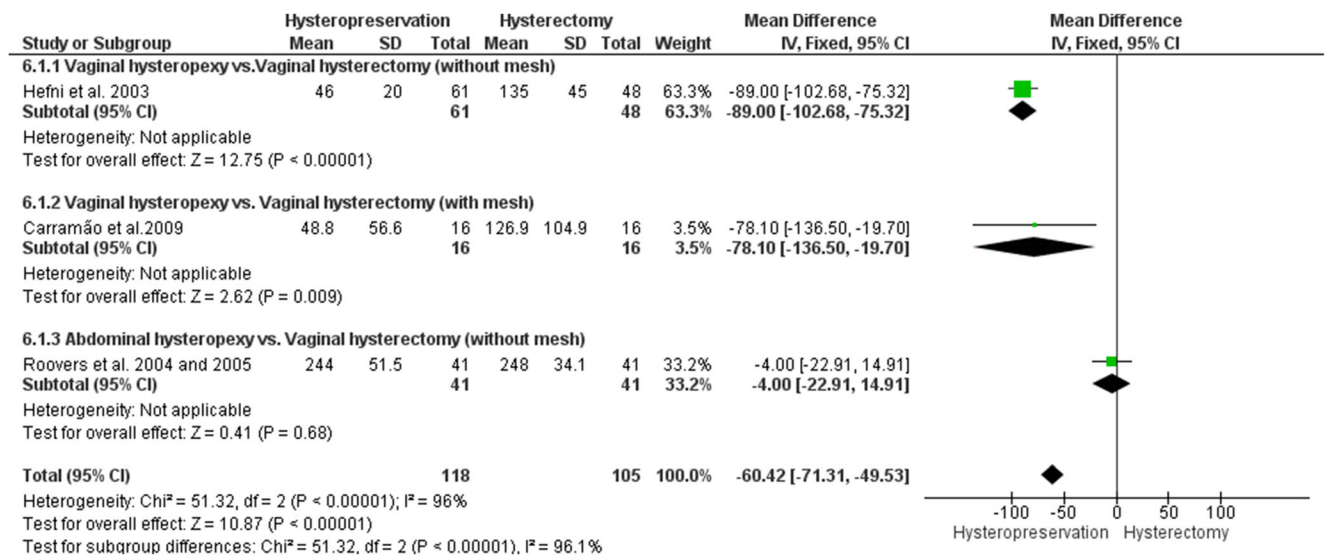 Hysteropreservation Hysterectomy Mean Difference Mean Difference
Study or Subgroup Mean SD Total Mean SD Total Weight IV, Fixed, 95% CI IV, Fixed, 95% CI
6.1.1 Vaginal hysteropexy vs.Vaginal hysterectomy (without mesh)
Hefni et al. 2003 46 20 61 135 45 48 63.3% -89.00 [-102.68, -75.32]
Subtotal (95% CI) 61 48 63.3% -89.00 [-102.68, -75.32]
Heterogeneity: Not applicable
Test for overall effect: Z = 12.75 (P < 0.00001)
6.1.2 Vaginal hysteropexy vs. Vaginal hysterectomy (with mesh)
Carramão et al.2009 48.8 56.6 16 126.9 104.9 16 3.5% -78.10 [-136.50, -19.70]
Subtotal (95% CI) 16 16 3.5% -78.10 [-136.50, -19.70]
Heterogeneity: Not applicable
Test for overall effect: Z = 2.62 (P = 0.009)
6.1.3 Abdominal hysteropexy vs. Vaginal hysterectomy (without mesh)
Roovers et al. 2004 and 2005 244 51.5 41 248 34.1 41 33.2% -4.00 [-22.91, 14.91]
Subtotal (95% CI) 41 41 33.2% -4.00 [-22.91, 14.91]
Heterogeneity: Not applicable
Test for overall effect: Z = 0.41 (P = 0.68)
Total (95% CI) 118 105 100.0% -60.42 [-71.31, -49.53]
Heterogeneity: Chi² = 51.32, df = 2 (P < 0.00001); I² = 96%
Test for overall effect: Z = 10.87 (P < 0.00001)
Test for subgroup differences: Chi² = 51.32, df = 2 (P < 0.00001), I² = 96.1%
-100 -50 0 50 100
Hysteropreservation Hysterectomy